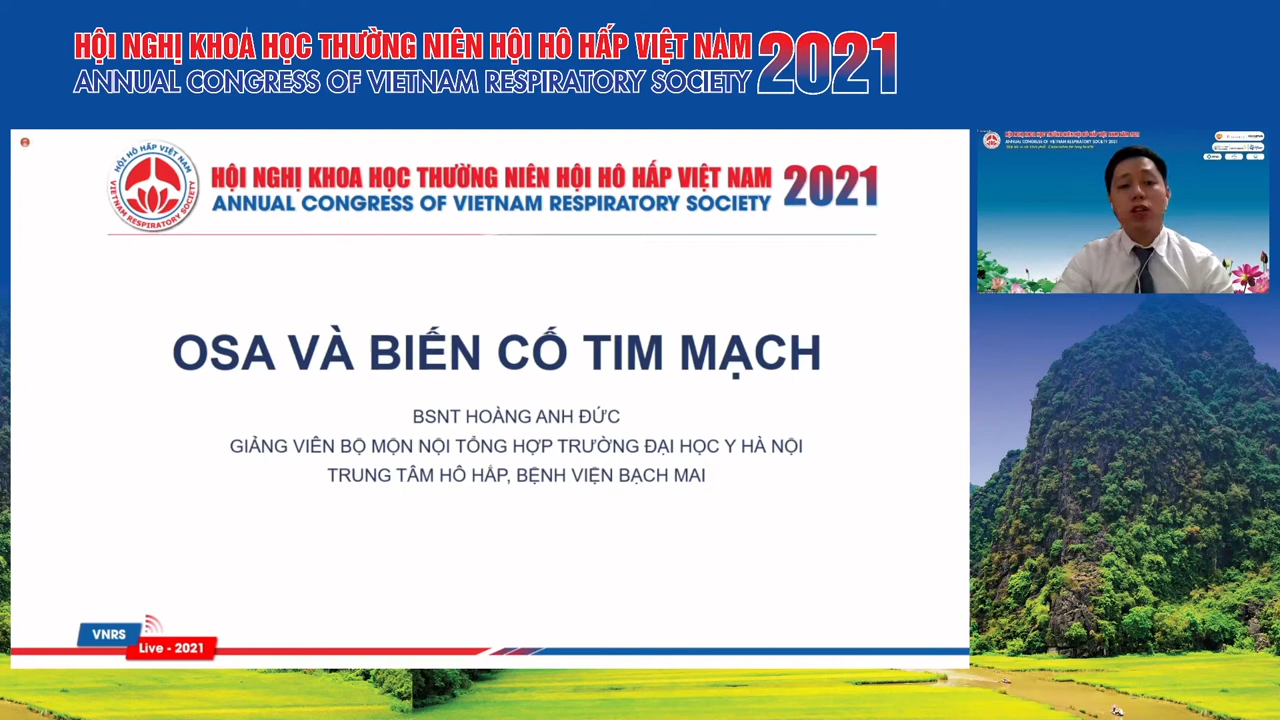 HỘI NGHỊ KHOA HỌC THƯỜNG NIÊN HỘI HÔ HẤP VIỆT NAM 2021
ANNUAL CONGRESS OF VIETNAM RESPIRATORY SOCIETY
HỘI HÔ HẤP VIỆT NAM
VIETNAM RESPIRATORY SOCIETY
HỘI NGHỊ KHOA HỌC THƯỜNG NIÊN HỘI HÔ HẤP VIỆT NAM 2021
ANNUAL CONGRESS OF VIETNAM RESPIRATORY SOCIETY
OSA VÀ BIẾN CỐ TIM MẠCH
BSNT HOÀNG ANH ĐỨC
GIẢNG VIÊN BỘ MÔN NỘI TỔNG HỢP TRƯỜNG ĐẠI HỌC Y HÀ NỘI
TRUNG TÂM HÔ HẤP, BỆNH VIỆN BẠCH MAI
VNRS
Live - 2021